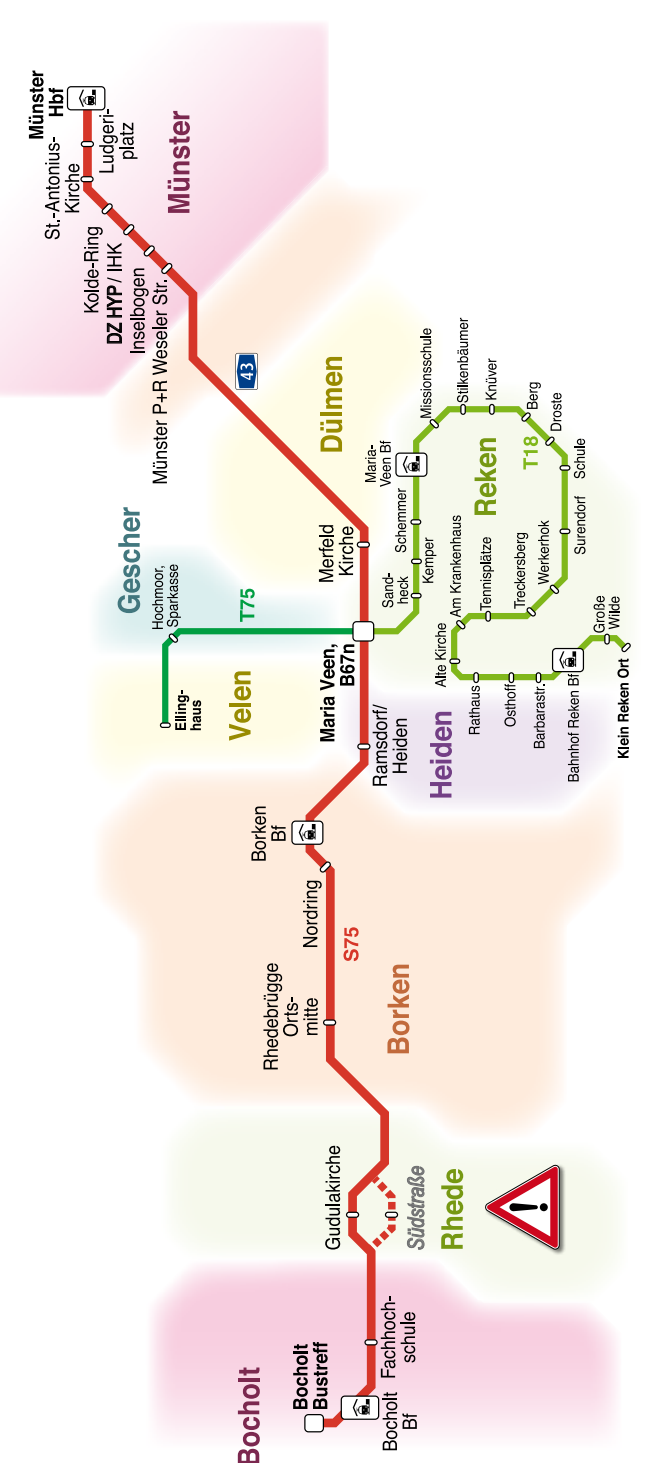 Bocholt
Bocholt
Bustreff
Bocholt
Bf
Fachhoch-
schule
Gudulakirche
Südstraße
Rhede
!
Rhedebrügge
Orts-
mitte
Borken
S75
Nordring
Borken
Bf
Ramsdorf/
Heiden
Heiden
Velen
Elling-
haus
Hochmoor,
Sparkasse
T75
Gescher
Maria Veen,
B67n
Merfeld
Kirche
Dülmen
43
Münster P+R Weseler Str.
Inselbogen
DZ HYP / IHK
Kolde-Ring
St.-Antonius-
Kirche
Ludgeri-
platz
Münster
Hbf
Münster
Sand-
heck
Kemper
Schemmer
Maria-
Veen Bf
Missionsschule
Stilkenbäumer
Knüver
Berg
Droste
Schule
T18
Reken
Surendorf
Werkerhok
Treckersberg
Tennisplätze
Am Krankenhaus
Alte Kirche
Rathaus
Osthoff
Barbarastr.
Bahnhof Reken Bf
Große
Wilde
Klein Reken Ort